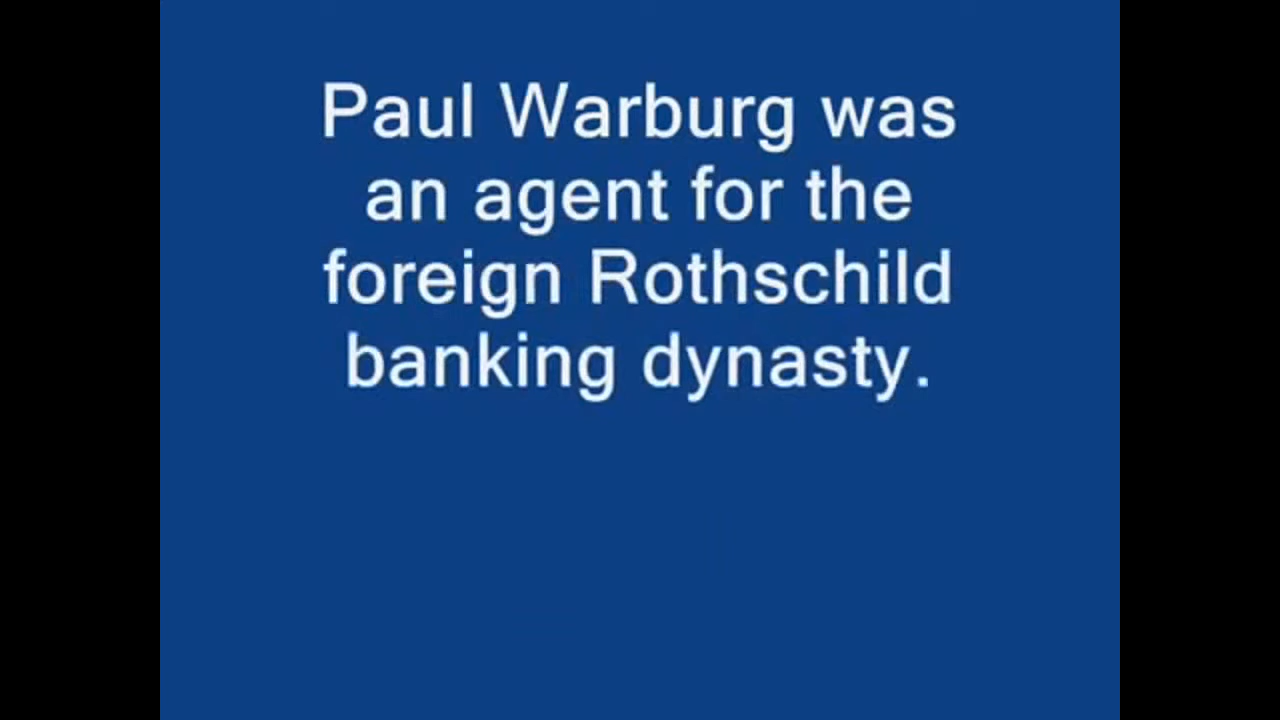 Paul Warburg was
an agent for the
foreign Rothschild
banking dynasty.